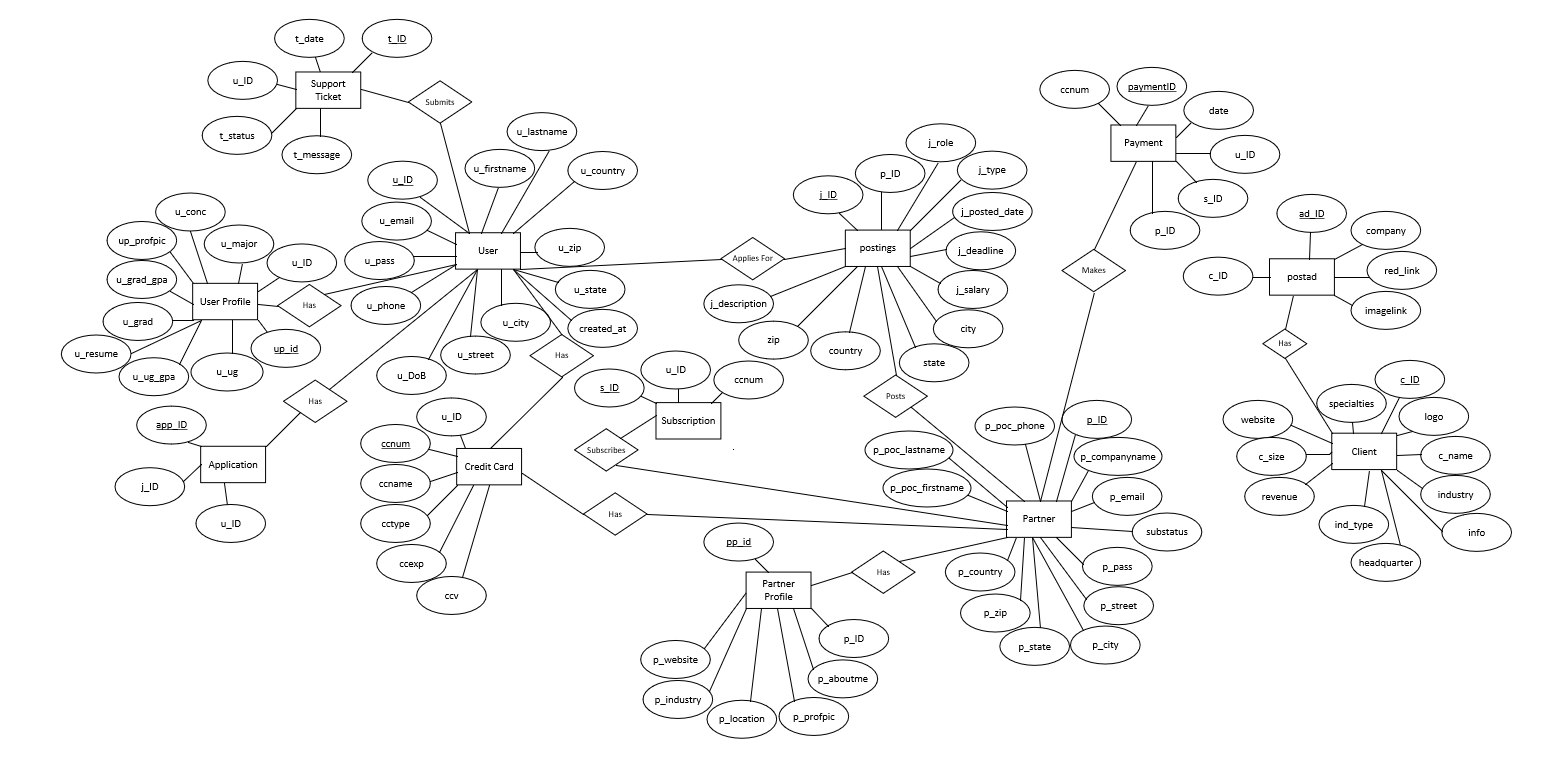 t_date
t_ID
u_ID
Support
Ticket
t_status
t_message
Submits
u_lastname
u_firstname
u_country
u_ID
u_email
u_pass
u_phone
User
u_zip
u_state
created_at
u_city
u_street
u_DoB
u_conc
up_profpic
u_major
u_ID
u_grad_gpa
User Profile
u_grad
u_resume
u_ug_gpa
u_ug
up_id
Has
Has
app_ID
Application
j_ID
u_ID
Has
u_ID
ccnum
ccname
cctype
ccexp
ccv
Credit Card
Has
Applies For
j_role
p_ID
j_ID
j_type
j_posted_date
postings
j_deadline
j_salary
j_description
zip
country
state
city
Posts
s_ID
u_ID
ccnum
Subscription
Subscribes
ccnum
paymentID
date
Payment
u_ID
s_ID
p_ID
Makes
ad_ID
company
c_ID
postad
red_link
imagelink
Has
c_ID
specialties
website
logo
c_size
Client
c_name
revenue
industry
ind_type
info
headquarter
p_poc_phone
p_ID
p_poc_lastname
p_companyname
p_poc_firstname
p_email
Partner
substatus
p_country
p_pass
p_zip
p_street
p_state
p_city
Has
pp_id
Partner
Profile
p_ID
p_website
p_aboutme
p_industry
p_location
p_profpic